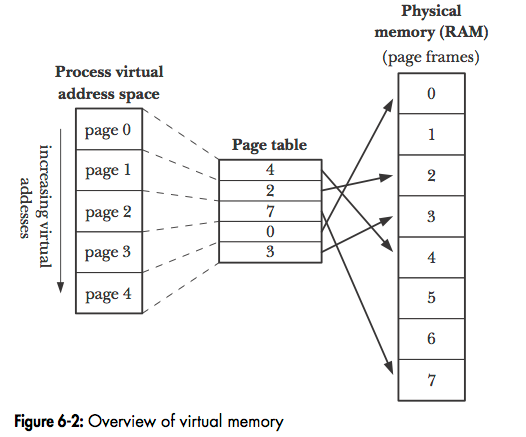 Physical
memory (RAM)
(page frames)
Process virtual
address space
increasing virtual
addresses
page 0
page 1
page 2
page 3
page 4
Page table
4
2
7
0
3
0
1
2
3
4
5
6
7
Figure 6-2: Overview of virtual memory